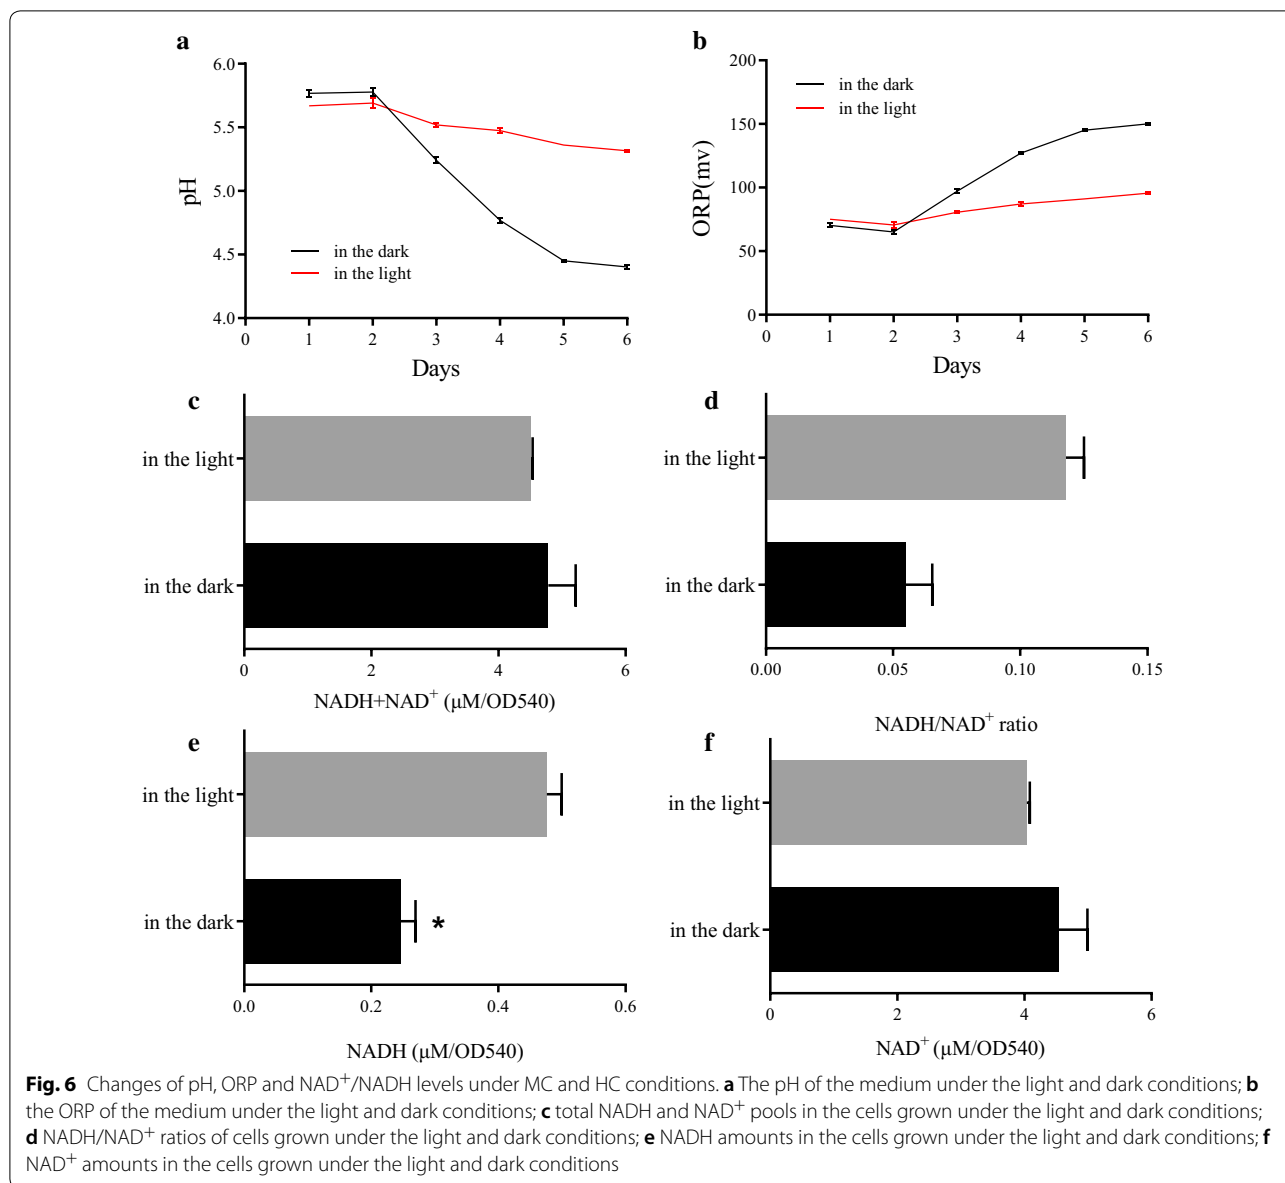 a
6.0
5.5
5.0
4.5
4.0
pH
in the dark
in the light
0 1 2 3 4 5 6
Days
b
200
150
100
50
0
ORP(mv)
in the dark
in the light
0 1 2 3 4 5 6
Days
c
in the light
in the dark
0 2 4 6
NADH+NAD⁺ (μM/OD540)
d
in the light
in the dark
0.00 0.05 0.10 0.15
NADH/NAD⁺ ratio
e
in the light
in the dark
*
0.0 0.2 0.4 0.6
NADH (μM/OD540)
f
in the light
in the dark
0 2 4 6
NAD⁺ (μM/OD540)
Fig. 6 Changes of pH, ORP and NAD⁺/NADH levels under MC and HC conditions. a The pH of the medium under the light and dark conditions; b
the ORP of the medium under the light and dark conditions; c total NADH and NAD⁺ pools in the cells grown under the light and dark conditions;
d NADH/NAD⁺ ratios of cells grown under the light and dark conditions; e NADH amounts in the cells grown under the light and dark conditions; f
NAD⁺ amounts in the cells grown under the light and dark conditions